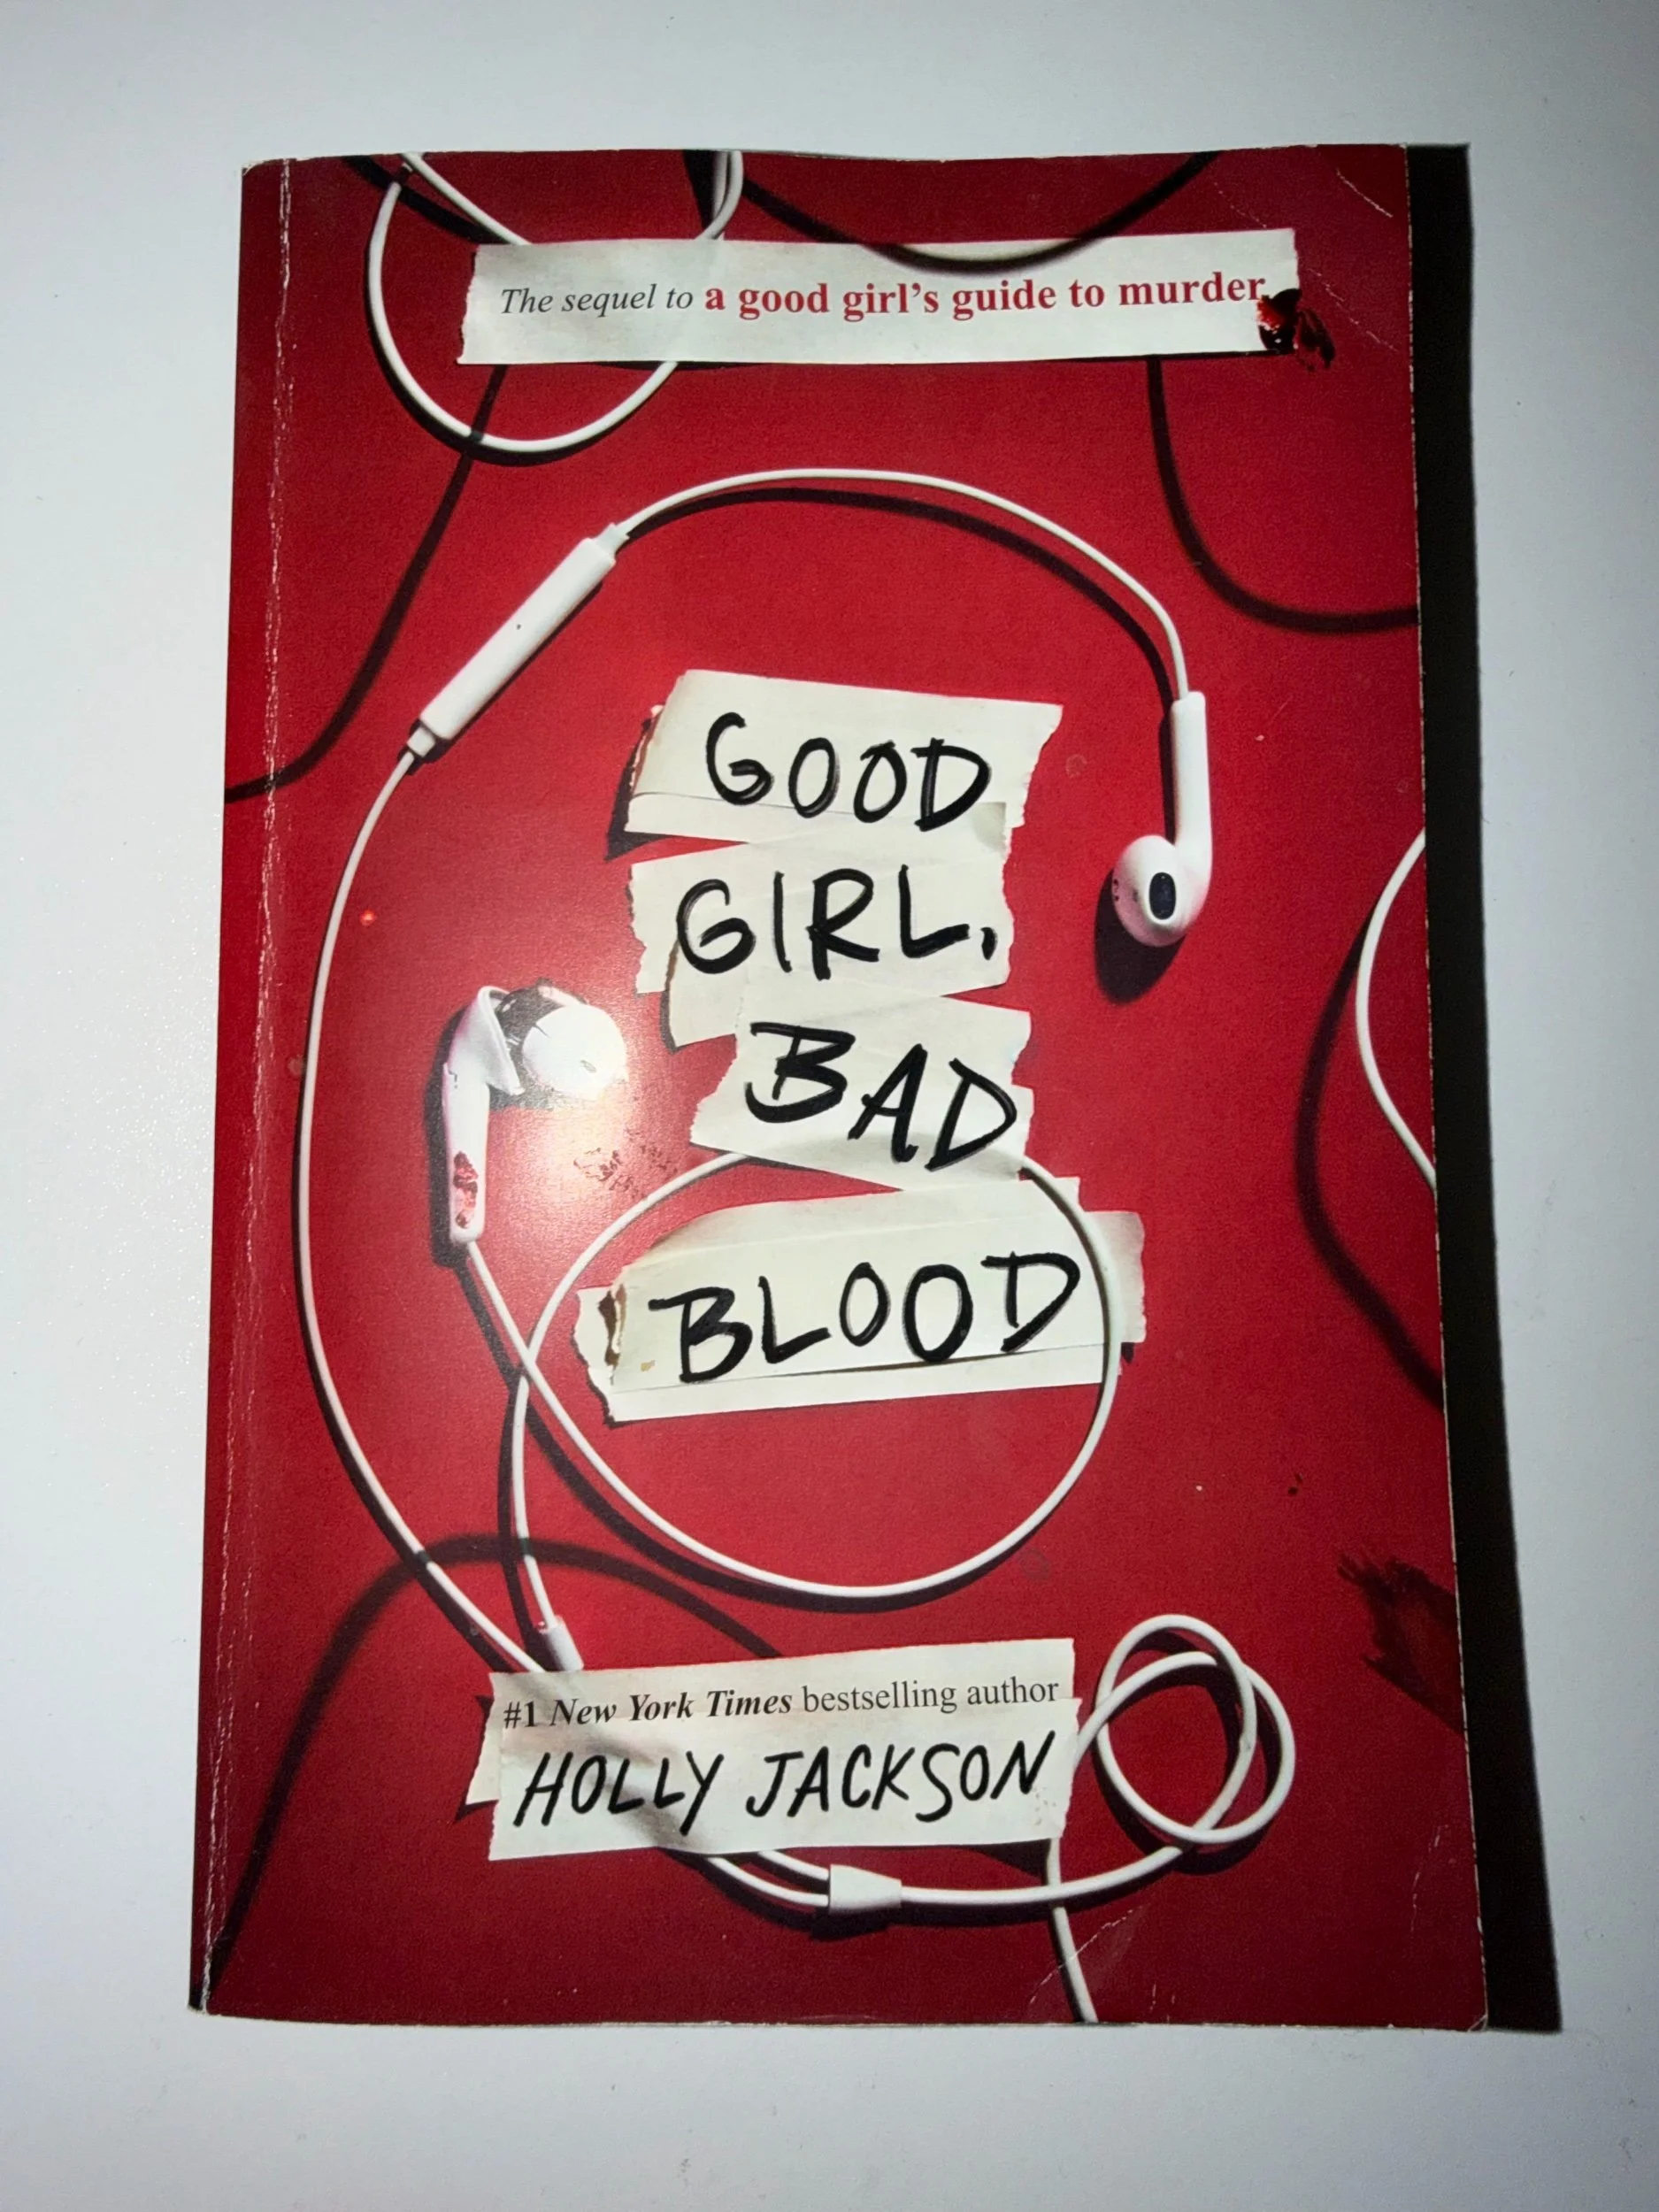 The sequel to a good girl's guide to murder
GOOD
GIRL,
BAD
BLOOD
#1 New York Times bestselling author
HOLLY JACKSON